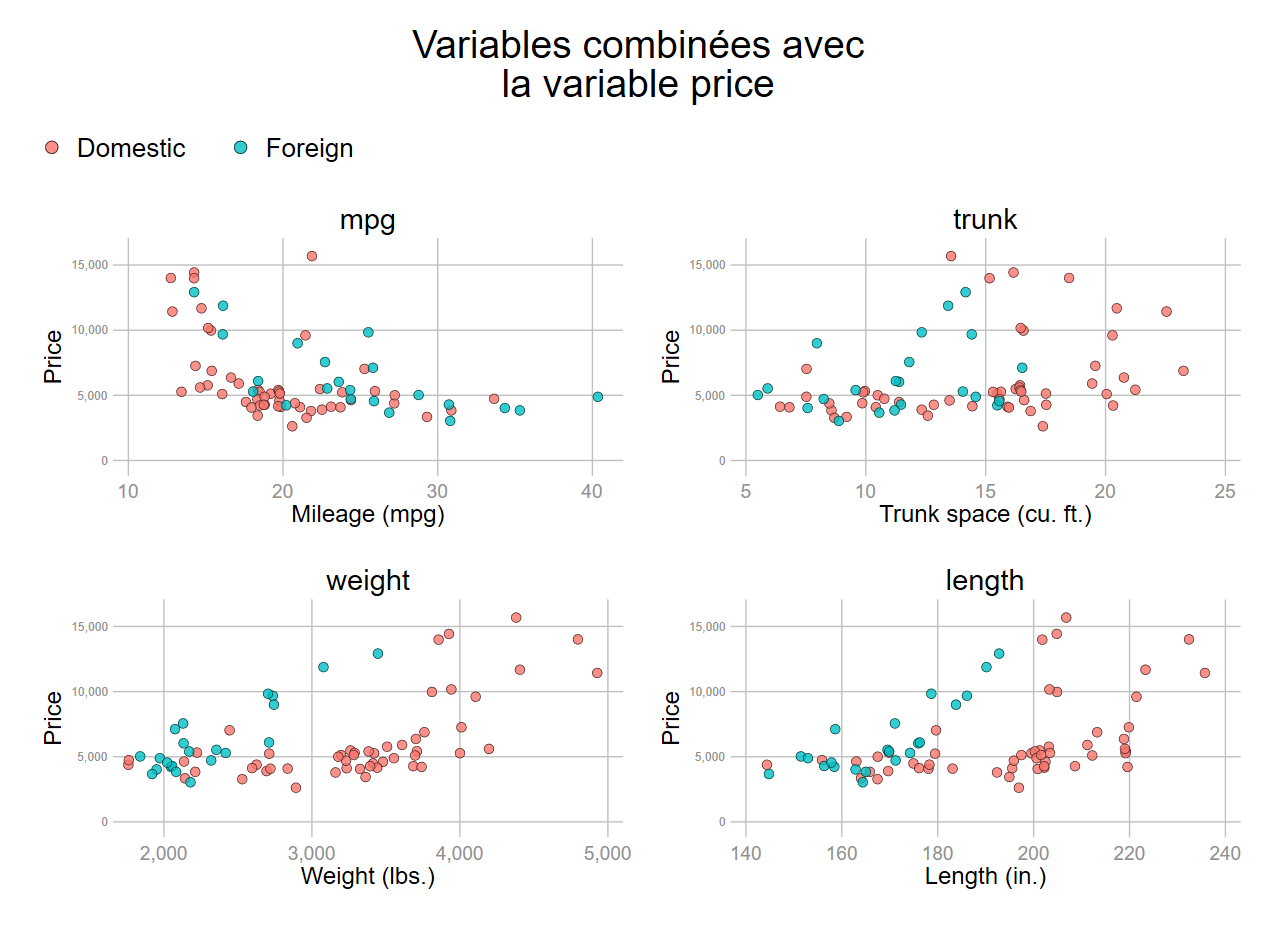 Variables combinées avec
la variable price
Domestic Foreign
mpg
15,000
10,000
5,000
0
Price
10 20 30 40
Mileage (mpg)
trunk
15,000
10,000
5,000
0
Price
5 10 15 20 25
Trunk space (cu. ft.)
weight
15,000
10,000
5,000
0
Price
2,000 3,000 4,000 5,000
Weight (lbs.)
length
15,000
10,000
5,000
0
Price
140 160 180 200 220 240
Length (in.)